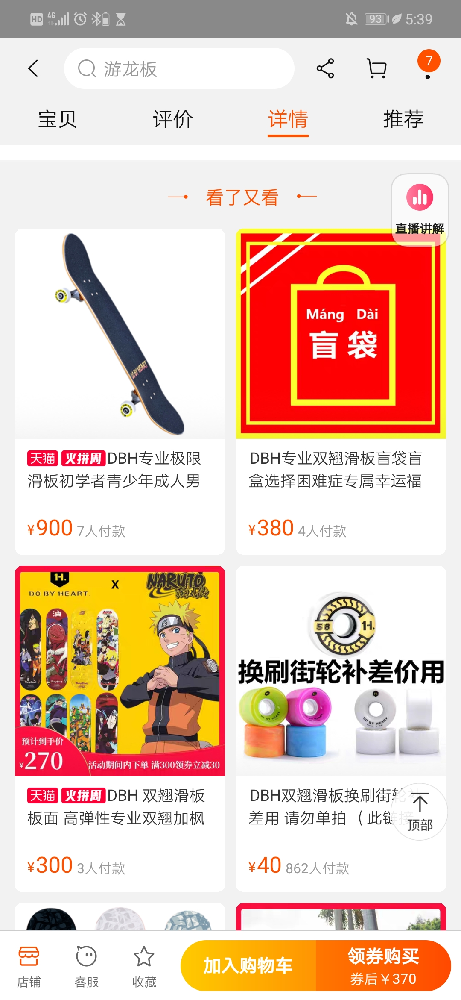 HD 4G 93 5:39
游龙板
7
宝贝 评价 详情 推荐
看了又看
直播讲解
DO BY HEART
Máng Dài
盲袋
天猫 火拼周 DBH专业极限
滑板初学者青少年成人男
¥900 7人付款
DBH专业双翘滑板盲袋盲
盒选择困难症专属幸运福
¥380 4人付款
1H.
DO BY HEART.
X
NARUTO
疾风传
油
预计到手价
¥270
活动期间内下单 满300领券立减30
58 1H.
换刷街轮补差价用
DO BY HEART.
天猫 火拼周 DBH 双翘滑板
板面 高弹性专业双翘加枫
¥300 3人付款
DBH双翘滑板换刷街轮补
差用 请勿单拍 （此链接
¥40 862人付款
顶部
店铺
客服
收藏
加入购物车
领券购买
券后￥370